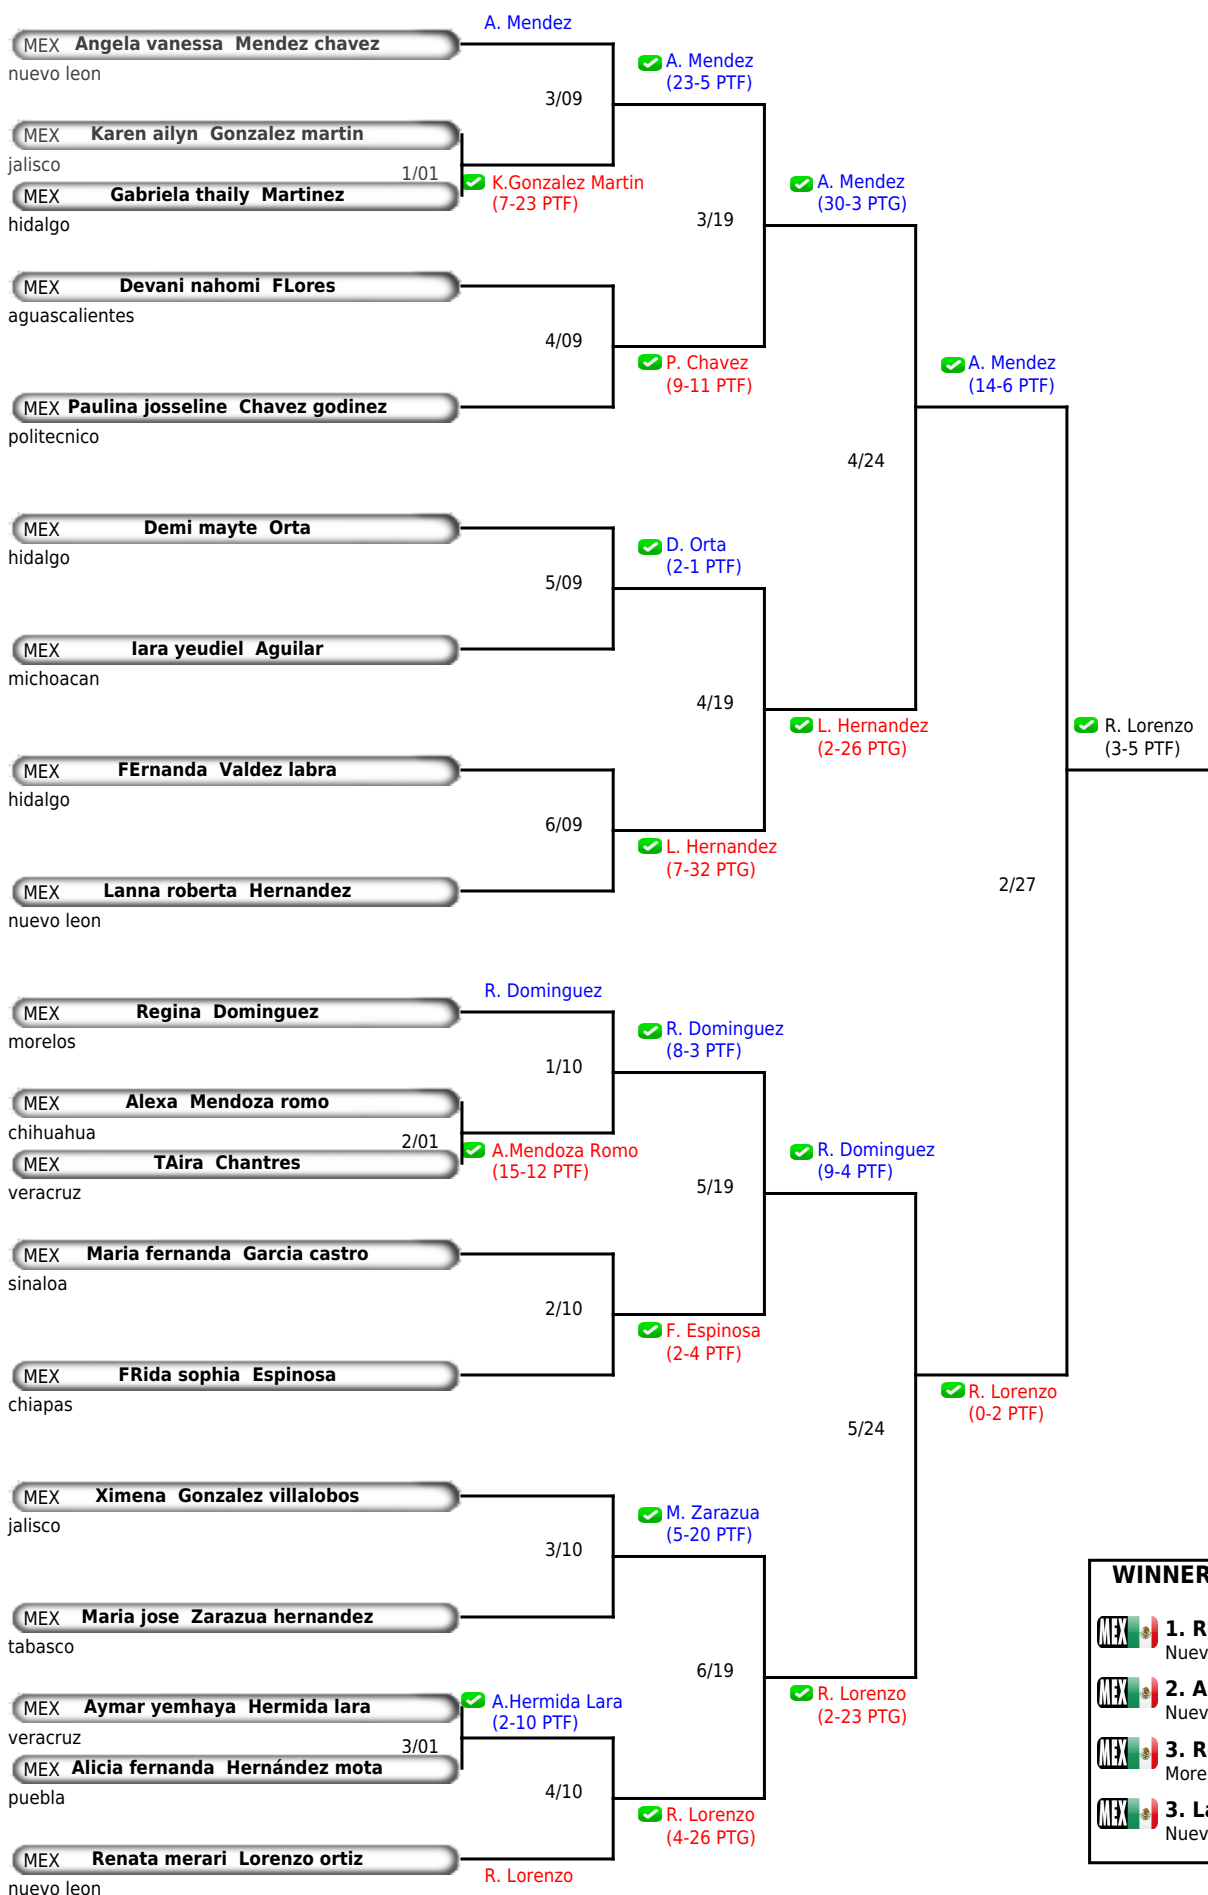 A. Mendez
MEX Angela vanessa Mendez chavez
nuevo leon
A. Mendez
(23-5 PTF)
3/09
MEX Karen ailyn Gonzalez martin
jalisco
1/01
K.Gonzalez Martin
(7-23 PTF)
MEX Gabriela thaily Martinez
hidalgo
A. Mendez
(30-3 PTG)
3/19
MEX Devani nahomi FLores
aguascalientes
4/09
P. Chavez
(9-11 PTF)
A. Mendez
(14-6 PTF)
MEX Paulina josseline Chavez godinez
politecnico
4/24
MEX Demi mayte Orta
hidalgo
D. Orta
(2-1 PTF)
5/09
MEX Iara yeudiel Aguilar
michoacan
4/19
L. Hernandez
(2-26 PTG)
R. Lorenzo
(3-5 PTF)
MEX FErnanda Valdez labra
hidalgo
6/09
L. Hernandez
(7-32 PTG)
MEX Lanna roberta Hernandez
nuevo leon
2/27
R. Dominguez
MEX Regina Dominguez
morelos
R. Dominguez
(8-3 PTF)
1/10
MEX Alexa Mendoza romo
chihuahua
2/01
A.Mendoza Romo
(15-12 PTF)
MEX TAira Chantres
veracruz
R. Dominguez
(9-4 PTF)
5/19
MEX Maria fernanda Garcia castro
sinaloa
2/10
F. Espinosa
(2-4 PTF)
MEX FRida sophia Espinosa
chiapas
R. Lorenzo
(0-2 PTF)
5/24
MEX Ximena Gonzalez villalobos
jalisco
M. Zarazua
(5-20 PTF)
3/10
MEX Maria jose Zarazua hernandez
tabasco
6/19
R. Lorenzo
(2-23 PTG)
MEX Aymar yemhaya Hermida lara
veracruz
A.Hermida Lara
(2-10 PTF)
3/01
MEX Alicia fernanda Hernández mota
puebla
4/10
R. Lorenzo
(4-26 PTG)
MEX Renata merari Lorenzo ortiz
nuevo leon
R. Lorenzo
WINNER
MEX 1. R
Nuev
MEX 2. A
Nuev
MEX 3. R
More
MEX 3. La
Nuev